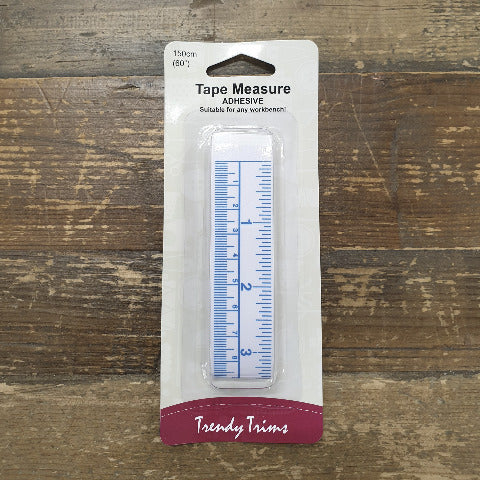 150cm
(60")
Tape Measure
ADHESIVE
Suitable for any workbench!
1
2
3
2
3
4
5
6
7
8
Trendy Trims